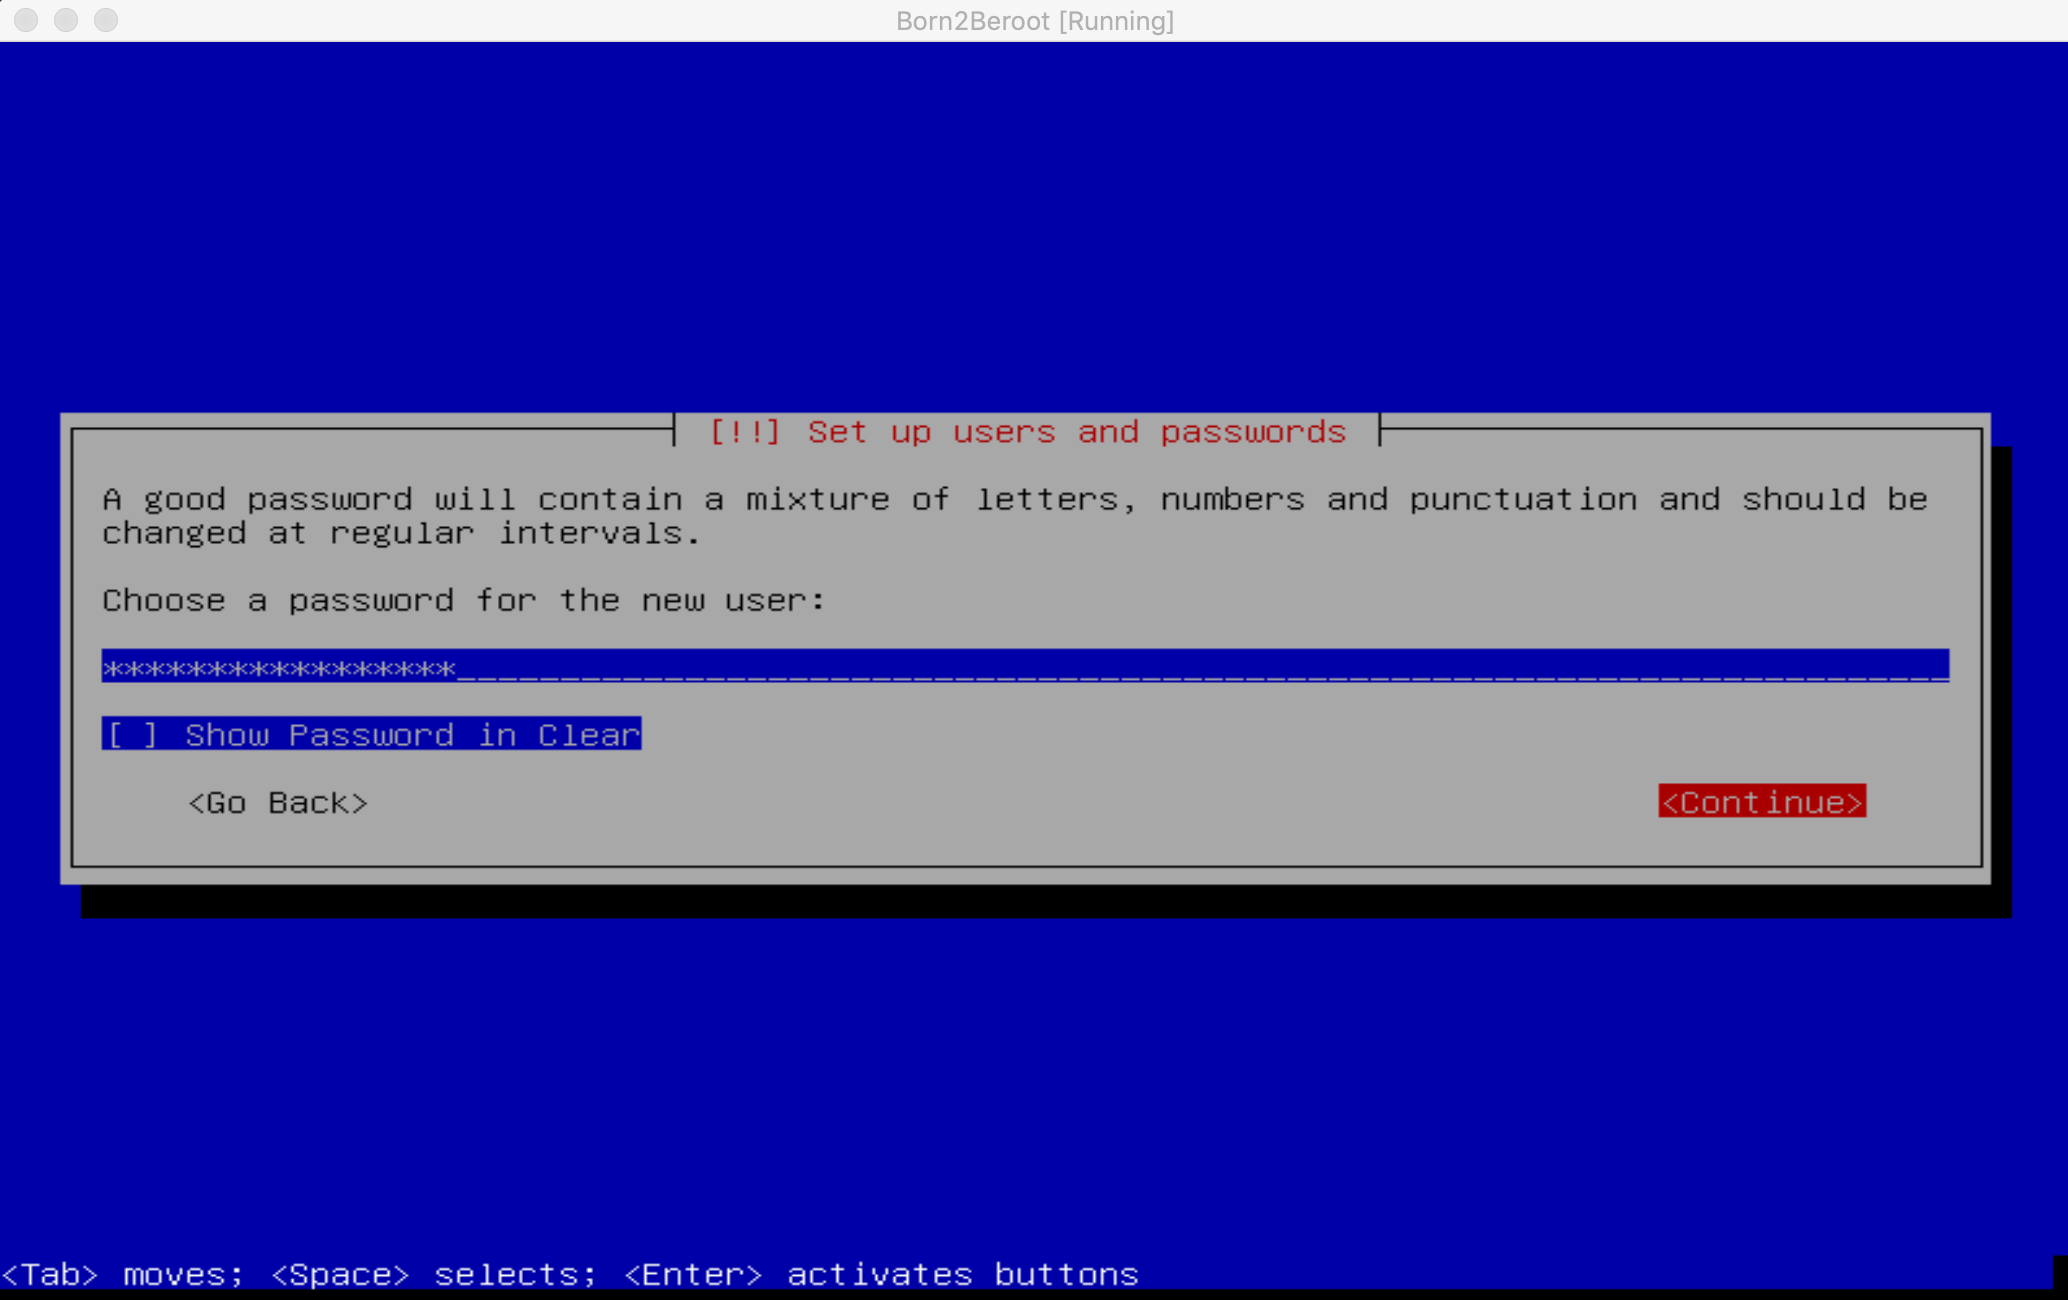 Born2Beroot [Running]
[!!] Set up users and passwords
A good password will contain a mixture of letters, numbers and punctuation and should be
changed at regular intervals.
Choose a password for the new user:
*****************________________________________________________________________________
[ ] Show Password in Clear
<Go Back> <Continue>
<Tab> moves; <Space> selects; <Enter> activates buttons